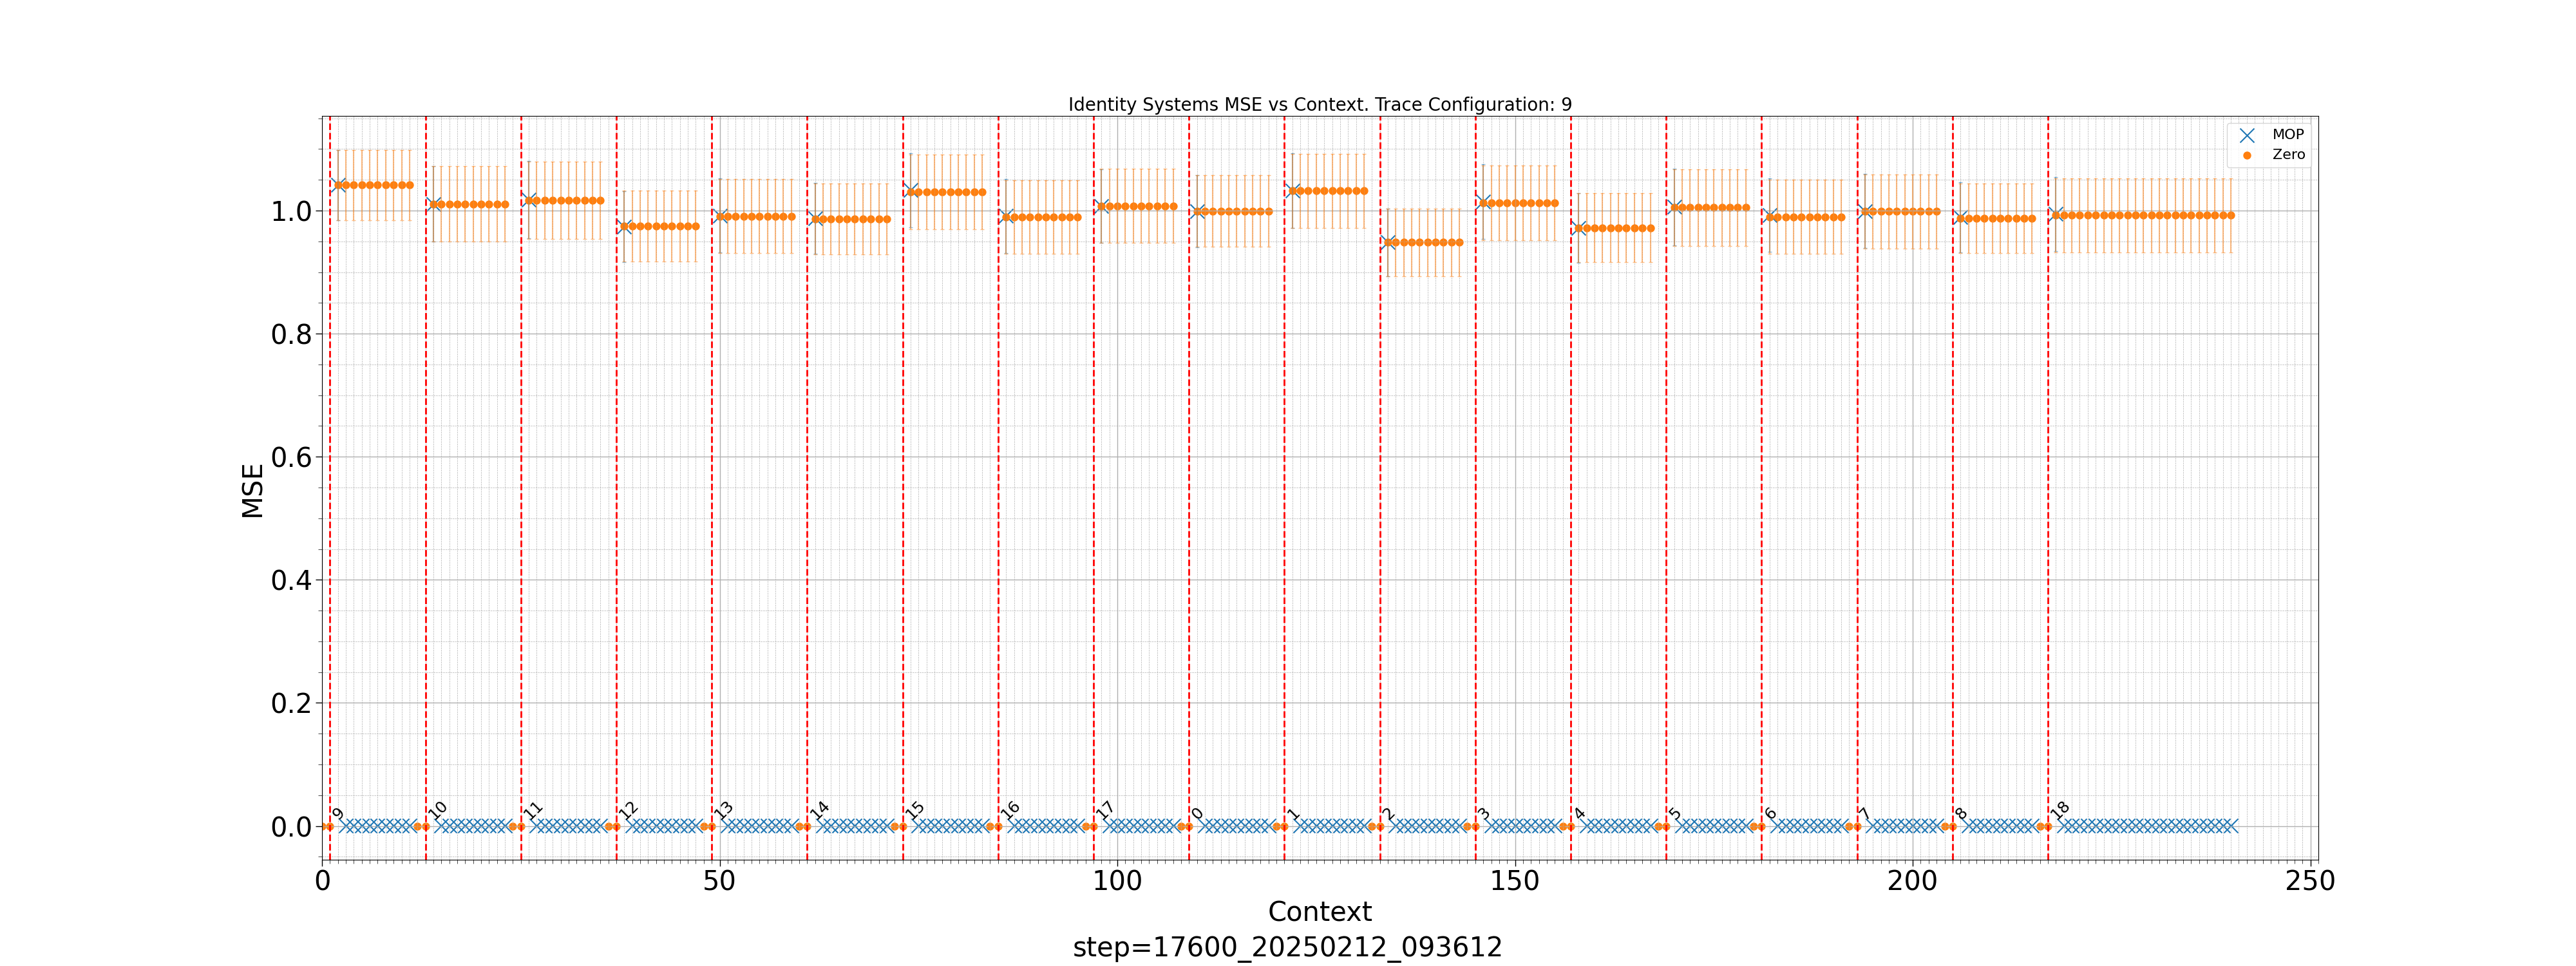 Identity Systems MSE vs Context. Trace Configuration: 9
MOP
Zero
MSE
1.0
0.8
0.6
0.4
0.2
0.0
9 10 11 12 13 14 15 16 17 0 1 2 3 4 5 6 7 8 18
0 50 100 150 200 250
Context
step=17600_20250212_093612